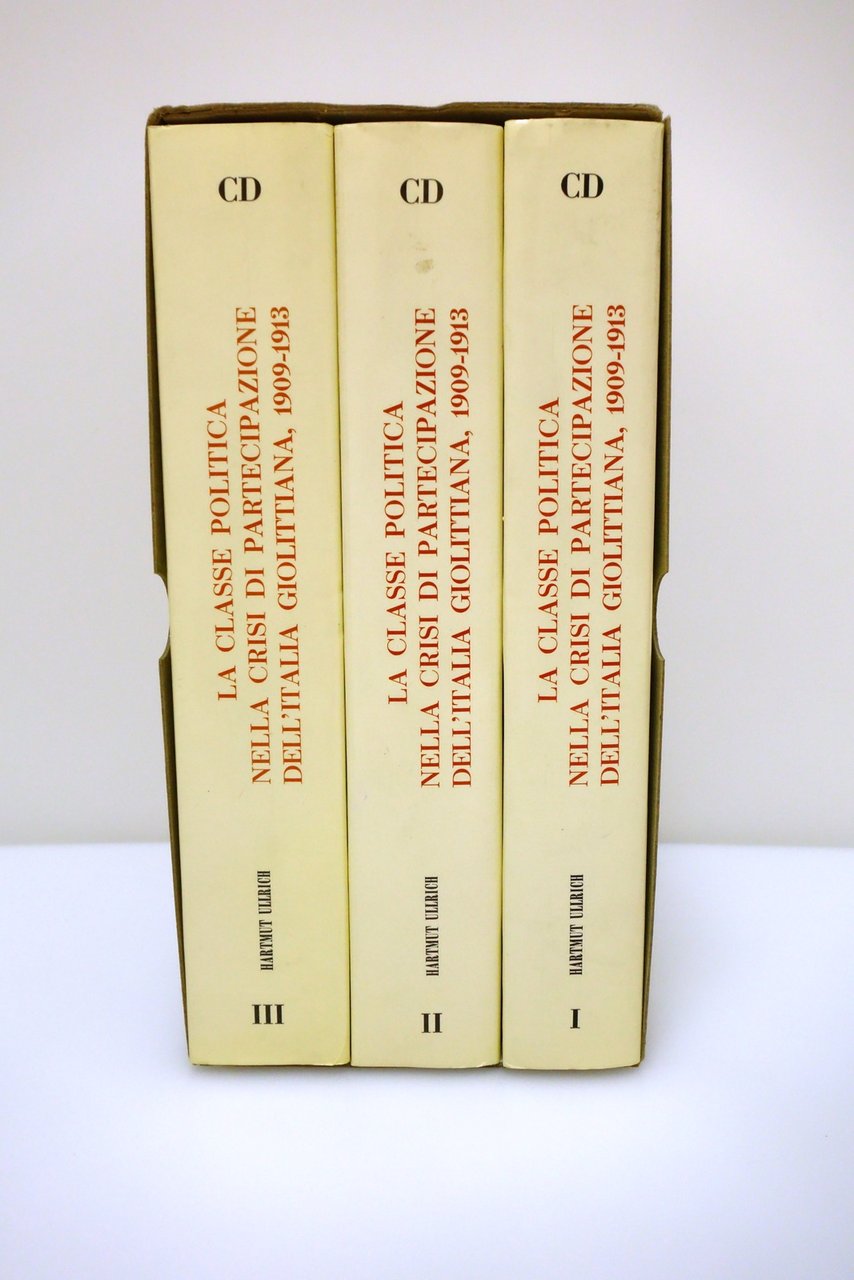 CD
LA CLASSE POLITICA
NELLA CRISI DI PARTECIPAZIONE
DELL'ITALIA GIOLITTIANA, 1909-1913
HARTMUT ULLRICH
III
CD
LA CLASSE POLITICA
NELLA CRISI DI PARTECIPAZIONE
DELL'ITALIA GIOLITTIANA, 1909-1913
HARTMUT ULLRICH
II
CD
LA CLASSE POLITICA
NELLA CRISI DI PARTECIPAZIONE
DELL'ITALIA GIOLITTIANA, 1909-1913
HARTMUT ULLRICH
I